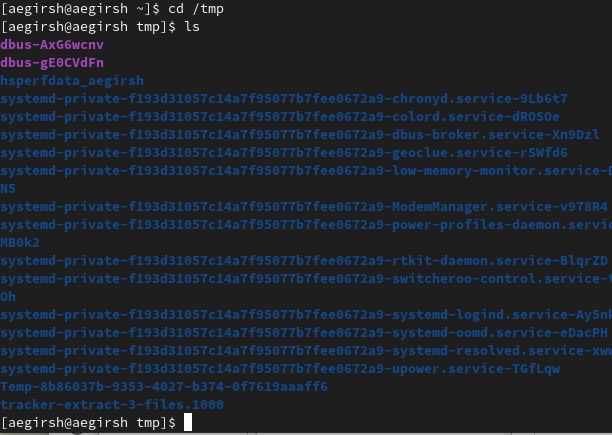 [aegirsh@aegirsh ~]$ cd /tmp
[aegirsh@aegirsh tmp]$ ls
dbus-AxG6wcnv
dbus-gE0CVdFn
hsperfdata_aegirsh
systemd-private-f193d31057c14a7f95077b7fee0672a9-chronyd.service-9Lb6t7
systemd-private-f193d31057c14a7f95077b7fee0672a9-colord.service-dROSOe
systemd-private-f193d31057c14a7f95077b7fee0672a9-dbus-broker.service-Xn9Dzl
systemd-private-f193d31057c14a7f95077b7fee0672a9-geoclue.service-rSWfd6
systemd-private-f193d31057c14a7f95077b7fee0672a9-low-memory-monitor.service-
N5
systemd-private-f193d31057c14a7f95077b7fee0672a9-ModemManager.service-v978R4
systemd-private-f193d31057c14a7f95077b7fee0672a9-power-profiles-daemon.servic
MB0k2
systemd-private-f193d31057c14a7f95077b7fee0672a9-rtkit-daemon.service-BlqrZD
systemd-private-f193d31057c14a7f95077b7fee0672a9-switcheroo-control.service-
Oh
systemd-private-f193d31057c14a7f95077b7fee0672a9-systemd-logind.service-Ay5n
systemd-private-f193d31057c14a7f95077b7fee0672a9-systemd-oomd.service-eDacPH
systemd-private-f193d31057c14a7f95077b7fee0672a9-systemd-resolved.service-xw
systemd-private-f193d31057c14a7f95077b7fee0672a9-upower.service-TGfLqw
Temp-8b86037b-9353-4027-b374-0f7619aaaff6
tracker-extract-3-files.1000
[aegirsh@aegirsh tmp]$